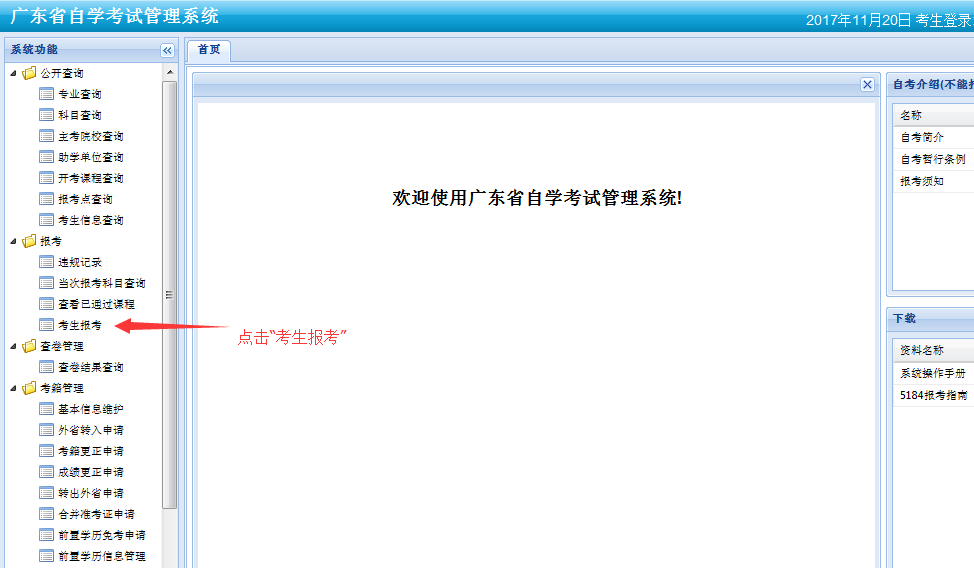 广东省自学考试管理系统
2017年11月20日 考生登录
系统功能
公开查询
专业查询
科目查询
主考院校查询
助学单位查询
开考课程查询
报考点查询
考生信息查询
报考
违规记录
当次报考科目查询
查看已通过课程
考生报考
查卷管理
查卷结果查询
考籍管理
基本信息维护
外省转入申请
考籍更正申请
成绩更正申请
转出外省申请
合并准考证申请
前置学历免考申请
前置学历信息管理
首页
欢迎使用广东省自学考试管理系统!
点击“考生报考”
自考介绍(不能
名称
自考简介
自考暂行条例
报考须知
下载
资料名称
系统操作手册
5184报考指南